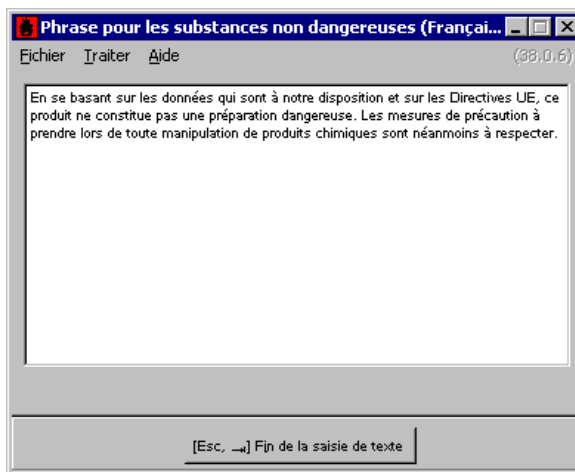 Phrase pour les substances non dangereuses (Françai...
Fichier Traiter Aide (38.0.6)
En se basant sur les données qui sont à notre disposition et sur les Directives UE, ce
produit ne constitue pas une préparation dangereuse. Les mesures de précaution à
prendre lors de toute manipulation de produits chimiques sont néanmoins à respecter.
[Esc, →] Fin de la saisie de texte